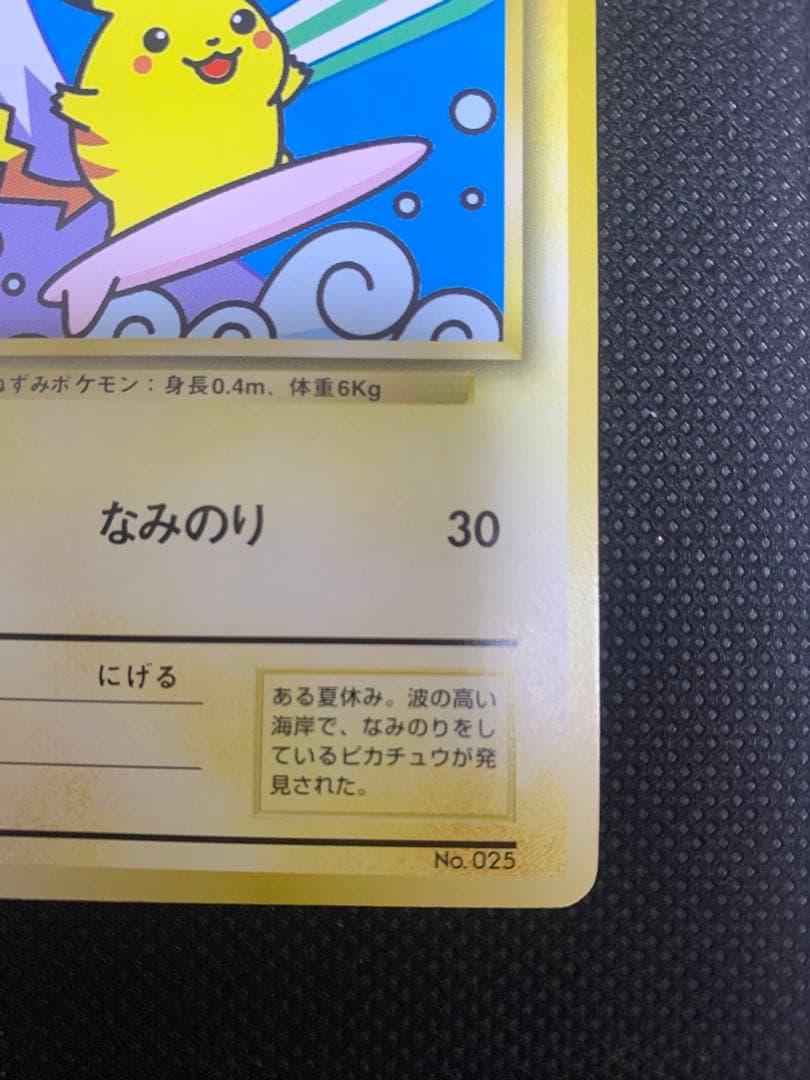 ねずみポケモン：身長0.4m、体重6Kg
なみのり 30
にげる
ある夏休み。波の高い
海岸で、なみのりをし
ているピカチュウが発
見された。
No. 025